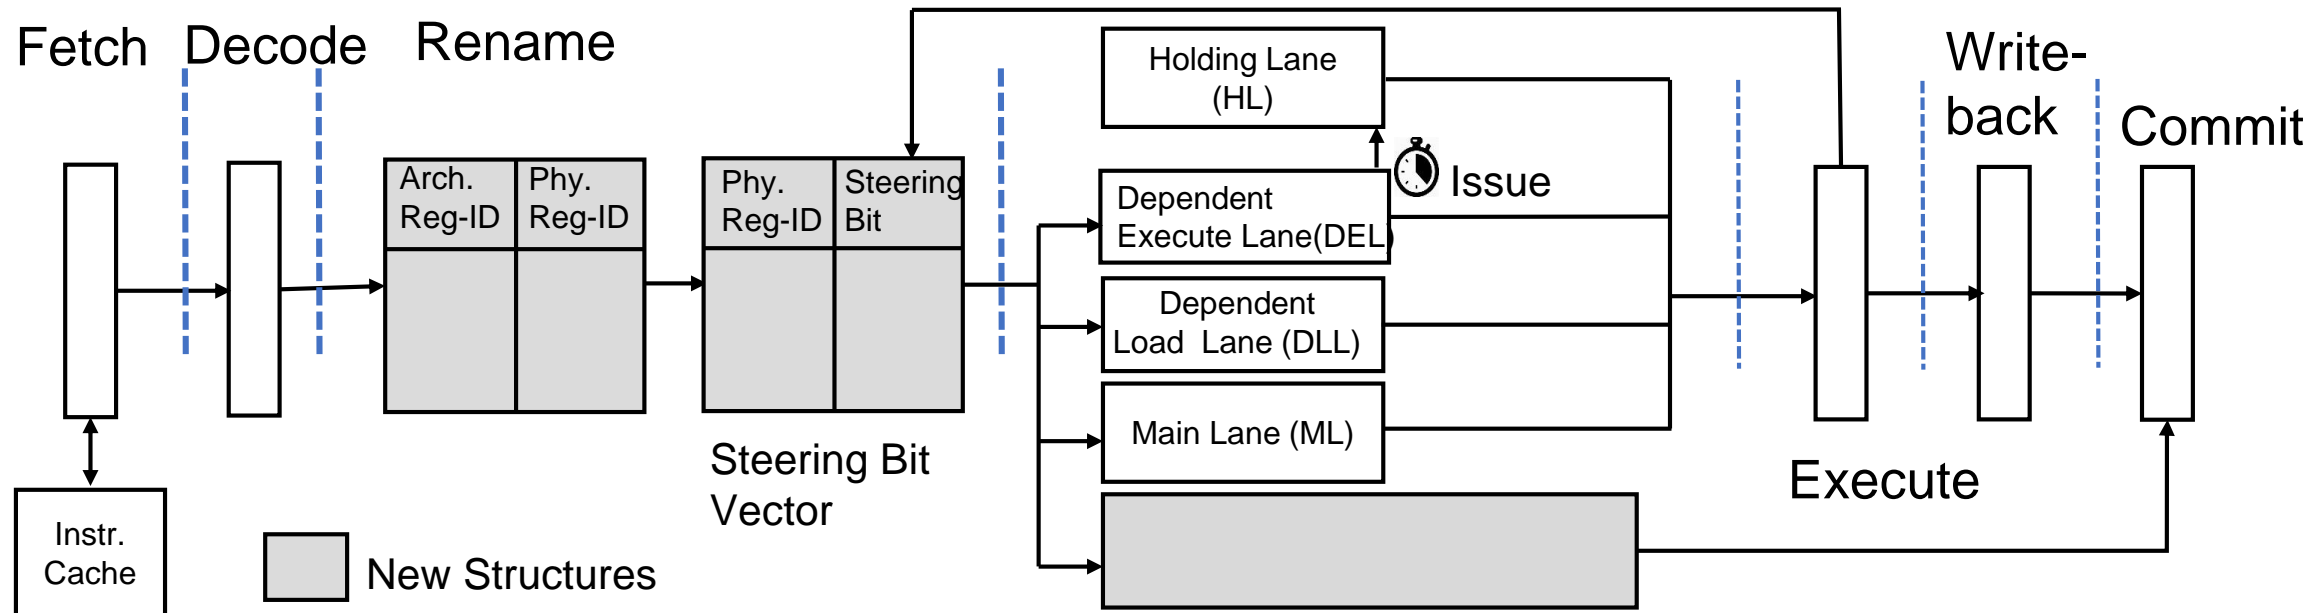 Fetch
Decode
Rename
Write-
back
Commit
Arch.
Reg-ID
Phy.
Reg-ID
Phy.
Reg-ID
Steering
Bit
Steering Bit
Vector
Holding Lane
(HL)
Issue
Dependent
Execute Lane(DEL)
Dependent
Load  Lane (DLL)
Main Lane (ML)
Execute
Instr.
Cache
New Structures